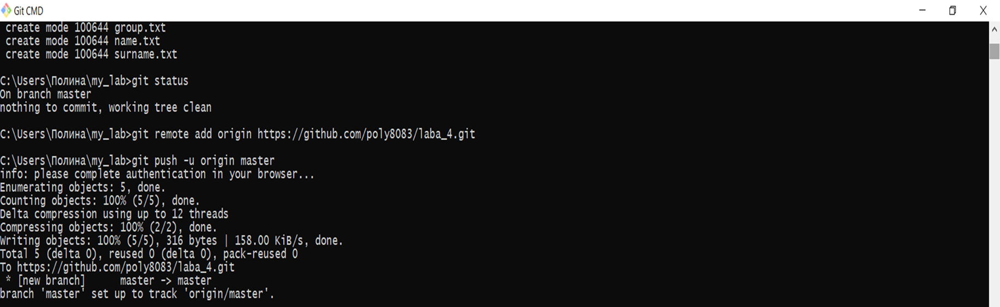 Git CMD
create mode 100644 group.txt
create mode 100644 name.txt
create mode 100644 surname.txt
C:\Users\Полина\my_lab>git status
On branch master
nothing to commit, working tree clean
C:\Users\Полина\my_lab>git remote add origin https://github.com/poly8083/laba_4.git
C:\Users\Полина\my_lab>git push -u origin master
info: please complete authentication in your browser...
Enumerating objects: 5, done.
Counting objects: 100% (5/5), done.
Delta compression using up to 12 threads
Compressing objects: 100% (2/2), done.
Writing objects: 100% (5/5), 316 bytes | 158.00 KiB/s, done.
Total 5 (delta 0), reused 0 (delta 0), pack-reused 0
To https://github.com/poly8083/laba_4.git
* [new branch]      master -> master
branch 'master' set up to track 'origin/master'.